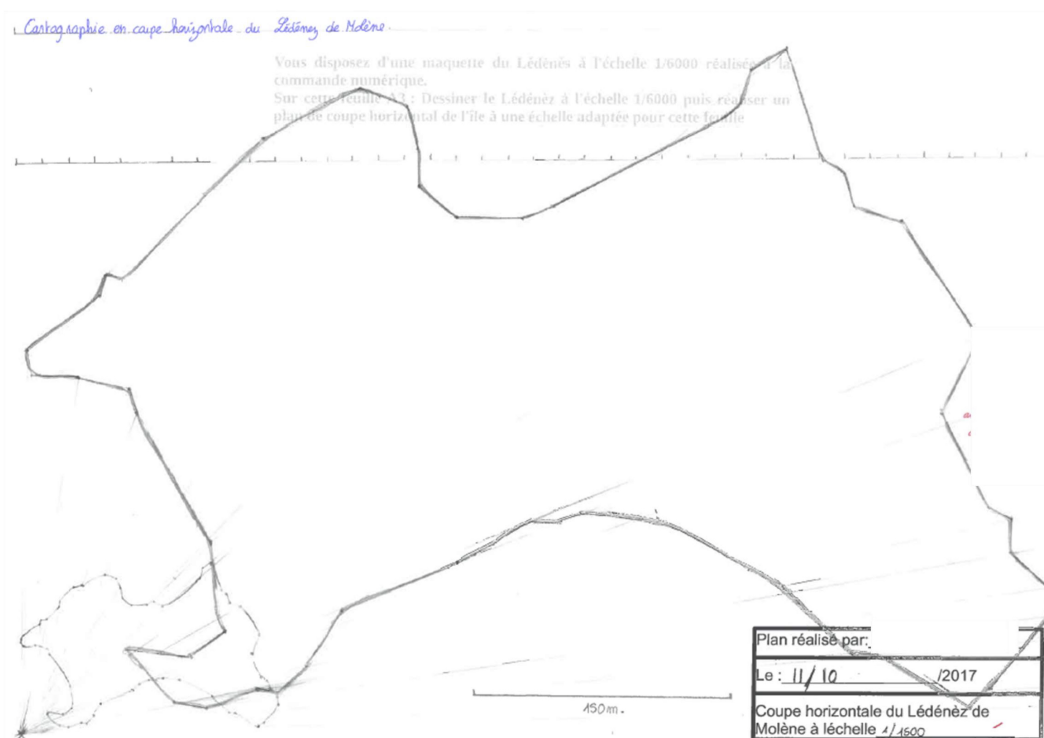 Cartographie en coupe horizontale du Lédénez de Molène.
Vous disposez d'une maquette du Lédénès à l'échelle 1/6000 réalisée à la
commande numérique.
Sur cette feuille A3 : Dessiner le Lédénèz à l'échelle 1/6000 puis réaliser un
plan de coupe horizontal de l'île à une échelle adaptée pour cette feuille
150m.
Plan réalisé par:
Le : 11/10 /2017
Coupe horizontale du Lédénèz de
Molène à léchelle 1/1500